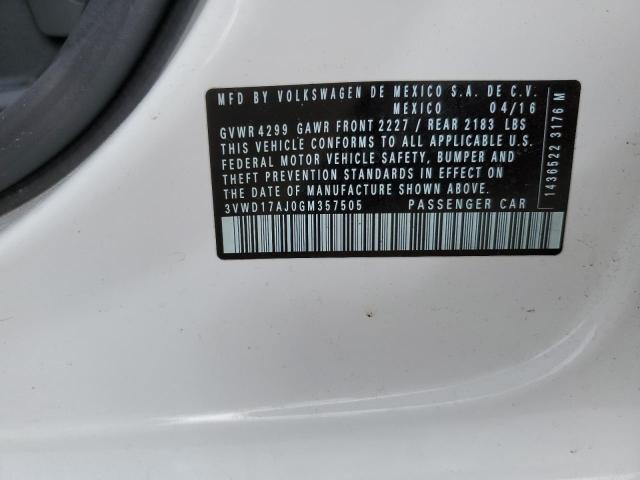 MFD BY VOLKSWAGEN DE MEXICO S.A. DE C.V.
MEXICO 04/16
GVWR 4299 GAWR FRONT 2227 / REAR 2183 LBS
THIS VEHICLE CONFORMS TO ALL APPLICABLE U.S.
FEDERAL MOTOR VEHICLE SAFETY, BUMPER AND
THEFT PREVENTION STANDARDS IN EFFECT ON
THE DATE OF MANUFACTURE SHOWN ABOVE.
3VWD17AJ0GM357505 PASSENGER CAR
1436522 3176 M